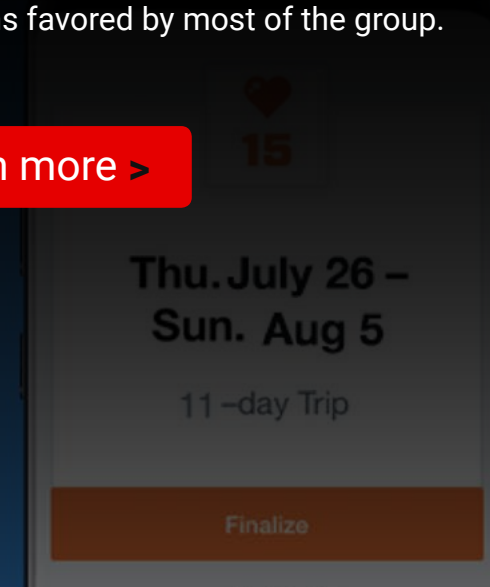 s favored by most of the group.
15
n more >
Thu. July 26 –
Sun. Aug 5
11-day Trip
Finalize